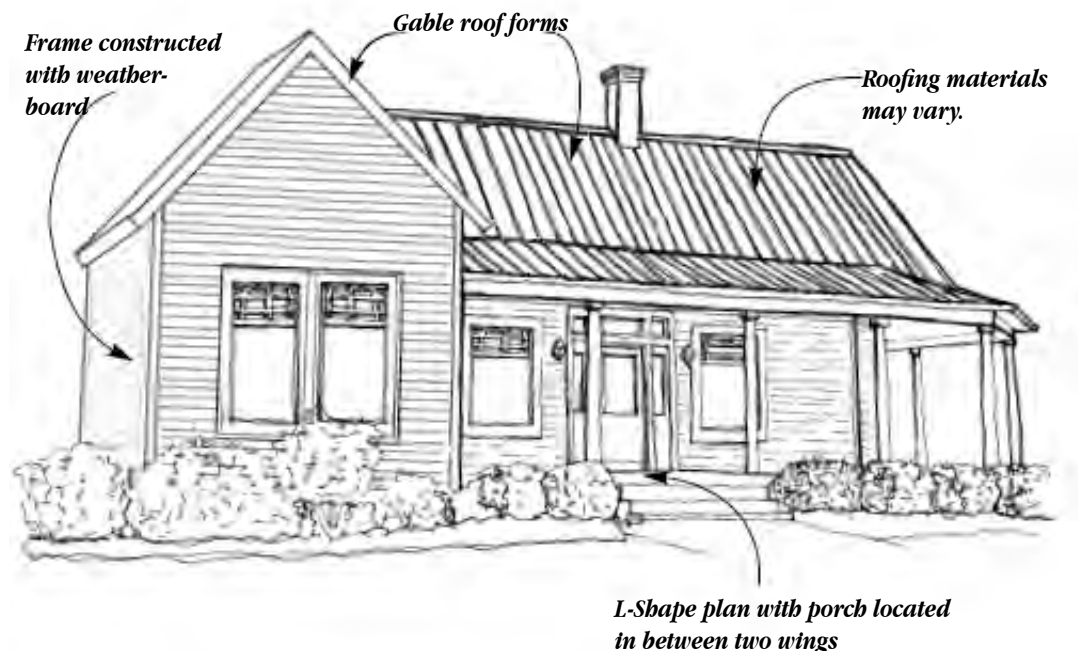 Gable roof forms
Frame constructed
with weather-
board
Roofing materials
may vary.
L-Shape plan with porch located
in between two wings